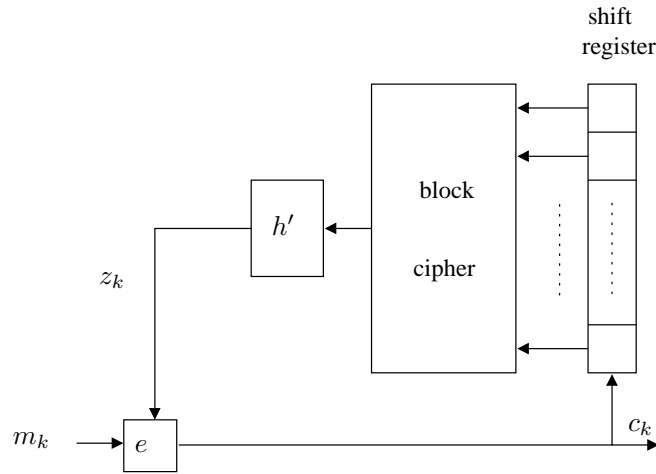 shift
register
block
h′
cipher
z_k
m_k
e
c_k